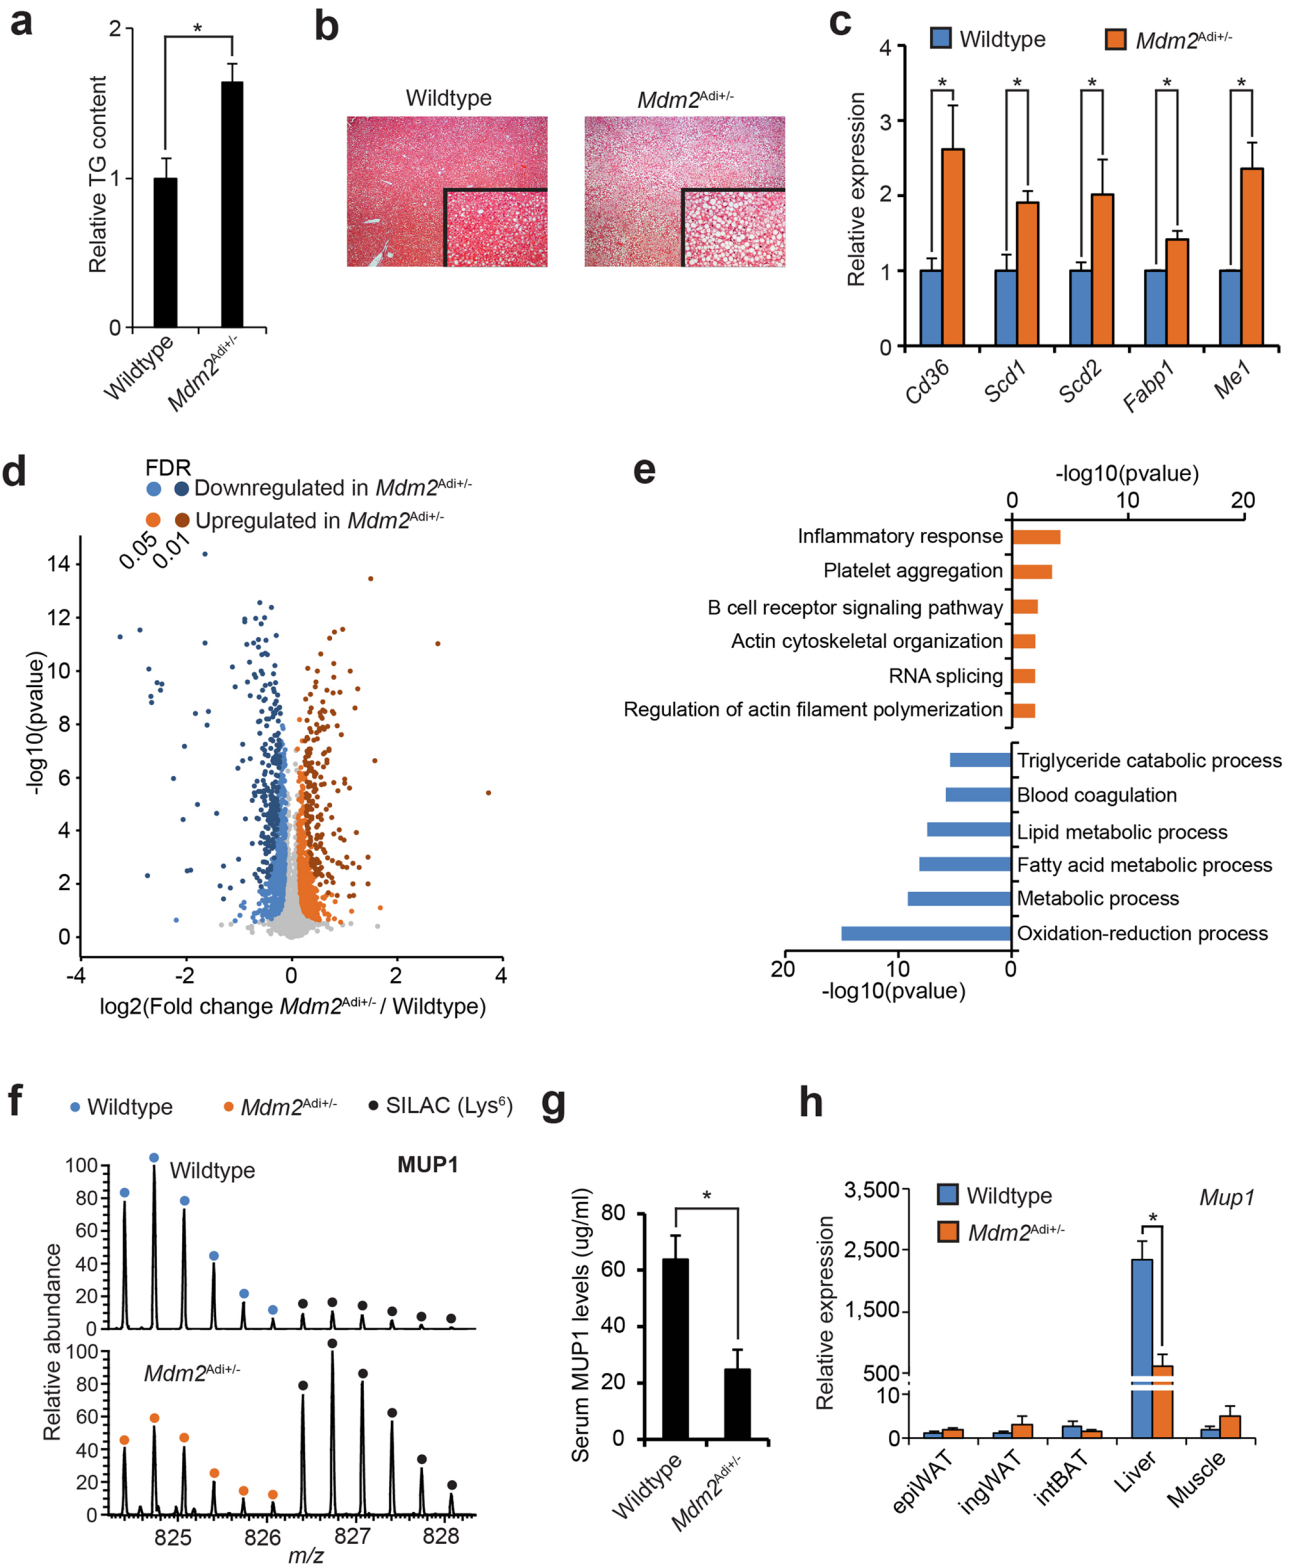 a
2
1
0
Relative TG content
*
Wildtype
Mdm2Adi+/-
b
Wildtype
Mdm2Adi+/-
c
Wildtype
Mdm2Adi+/-
4
3
2
1
0
Relative expression
* * * * *
Cd36
Scd1
Scd2
Fabp1
Me1
d
FDR
Downregulated in Mdm2Adi+/-
Upregulated in Mdm2Adi+/-
0.05
0.01
14
12
10
8
6
4
2
0
-log10(pvalue)
-4 -2 0 2 4
log2(Fold change Mdm2Adi+/- / Wildtype)
e
-log10(pvalue)
0 10 20
Inflammatory response
Platelet aggregation
B cell receptor signaling pathway
Actin cytoskeletal organization
RNA splicing
Regulation of actin filament polymerization
Triglyceride catabolic process
Blood coagulation
Lipid metabolic process
Fatty acid metabolic process
Metabolic process
Oxidation-reduction process
20 10 0
-log10(pvalue)
f
Wildtype
Mdm2Adi+/-
SILAC (Lys6)
Wildtype
MUP1
100
80
60
40
20
0
Mdm2Adi+/-
100
80
60
40
20
0
Relative abundance
825 826 827 828
m/z
g
80
60
40
20
0
Serum MUP1 levels (ug/ml)
*
Wildtype
Mdm2Adi+/-
h
Wildtype
Mdm2Adi+/-
Mup1
3,500
2,500
1,500
500
10
0
Relative expression
*
epiWAT
ingWAT
intBAT
Liver
Muscle